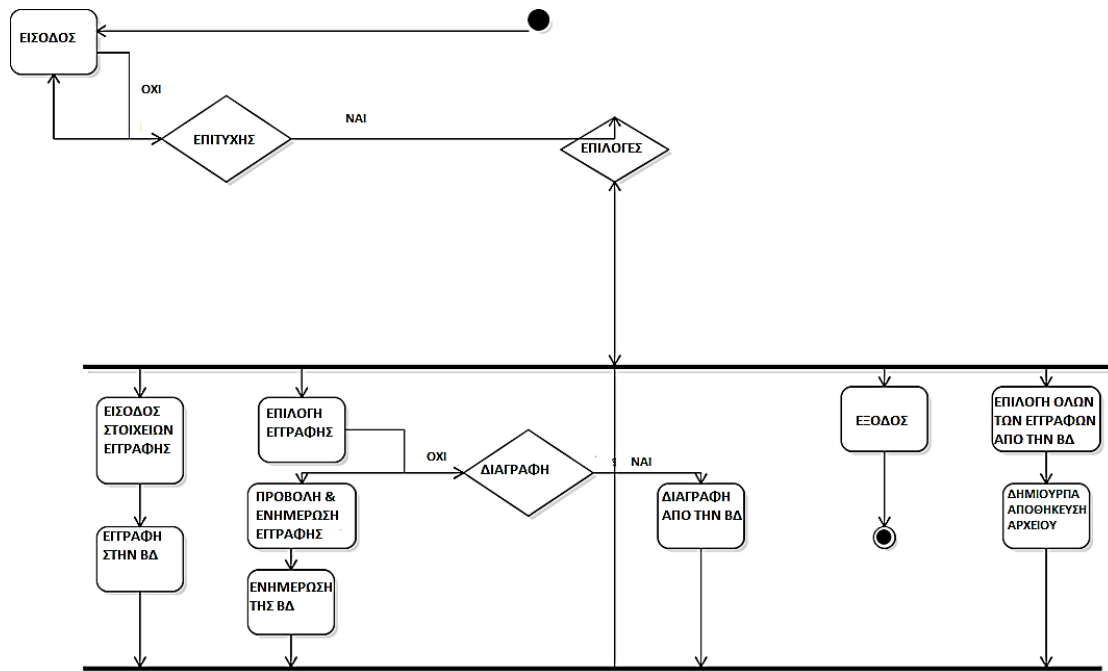 ΕΙΣΟΔΟΣ
ΟΧΙ
ΕΠΙΤΥΧΗΣ
ΝΑΙ
ΕΠΙΛΟΓΕΣ
ΕΙΣΟΔΟΣ
ΣΤΟΙΧΕΙΩΝ
ΕΓΓΡΑΦΗΣ
ΕΓΓΡΑΦΗ
ΣΤΗΝ ΒΔ
ΕΠΙΛΟΓΗ
ΕΓΓΡΑΦΗΣ
ΟΧΙ
ΔΙΑΓΡΑΦΗ
ΝΑΙ
ΠΡΟΒΟΛΗ &
ΕΝΗΜΕΡΩΣΗ
ΕΓΓΡΑΦΗΣ
ΕΝΗΜΕΡΩΣΗ
ΤΗΣ ΒΔ
ΔΙΑΓΡΑΦΗ
ΑΠΟ ΤΗΝ ΒΔ
ΕΞΟΔΟΣ
ΕΠΙΛΟΓΗ ΟΛΩΝ
ΤΩΝ ΕΓΓΡΑΦΩΝ
ΑΠΟ ΤΗΝ ΒΔ
ΔΗΜΙΟΥΡΠΑ
ΑΠΟΘΗΚΕΥΣΗ
ΑΡΧΕΙΟΥ